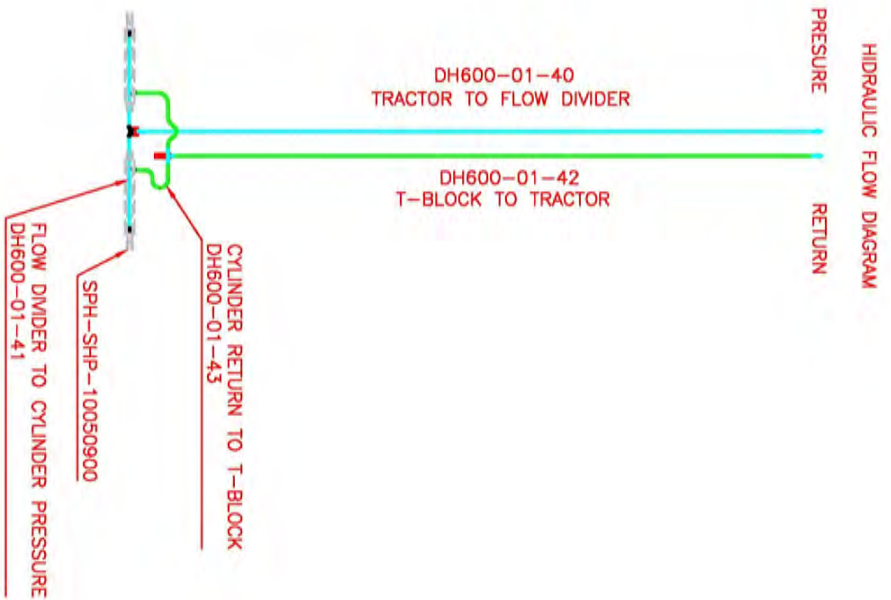 HIDRAULIC FLOW DIAGRAM
PRESURE
RETURN
DH600-01-40
TRACTOR TO FLOW DIVIDER
DH600-01-42
T-BLOCK TO TRACTOR
CYLINDER RETURN TO T-BLOCK
DH600-01-43
SPH-SHP-10050900
FLOW DIVIDER TO CYLINDER PRESSURE
DH600-01-41